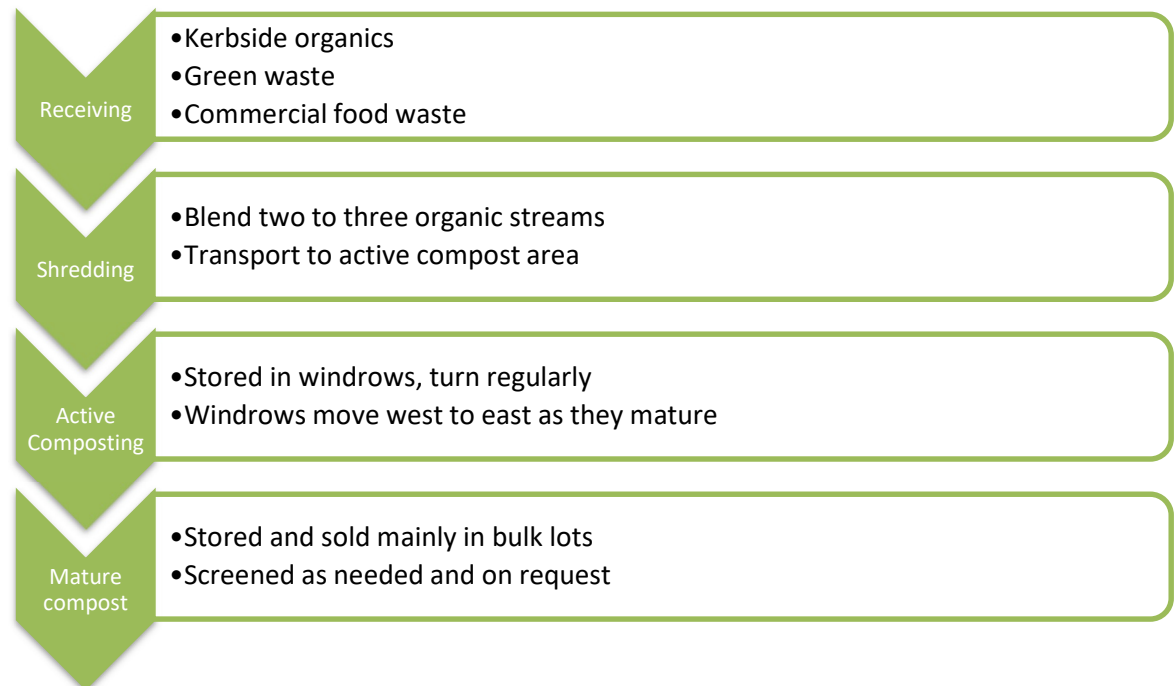 Receiving
•Kerbside organics
•Green waste
•Commercial food waste
Shredding
•Blend two to three organic streams
•Transport to active compost area
Active
Composting
•Stored in windrows, turn regularly
•Windrows move west to east as they mature
Mature
compost
•Stored and sold mainly in bulk lots
•Screened as needed and on request